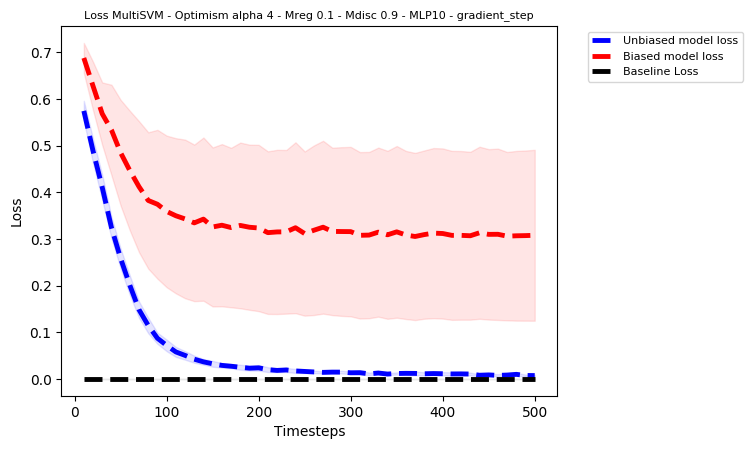 Loss MultiSVM - Optimism alpha 4 - Mreg 0.1 - Mdisc 0.9 - MLP10 - gradient_step
Unbiased model loss
Biased model loss
Baseline Loss
0.7
0.6
0.5
0.4
0.3
0.2
0.1
0.0
Loss
0 100 200 300 400 500
Timesteps